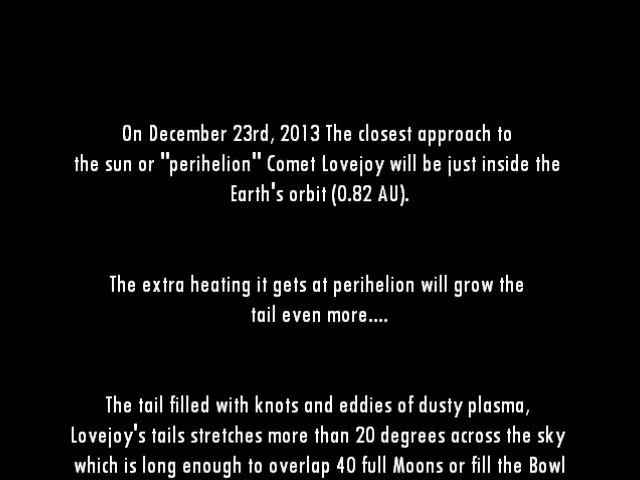 On December 23rd, 2013 The closest approach to
the sun or "perihelion" Comet Lovejoy will be just inside the
Earth's orbit (0.82 AU).
The extra heating it gets at perihelion will grow the
tail even more....
The tail filled with knots and eddies of dusty plasma,
Lovejoy's tails stretches more than 20 degrees across the sky
which is long enough to overlap 40 full Moons or fill the Bowl